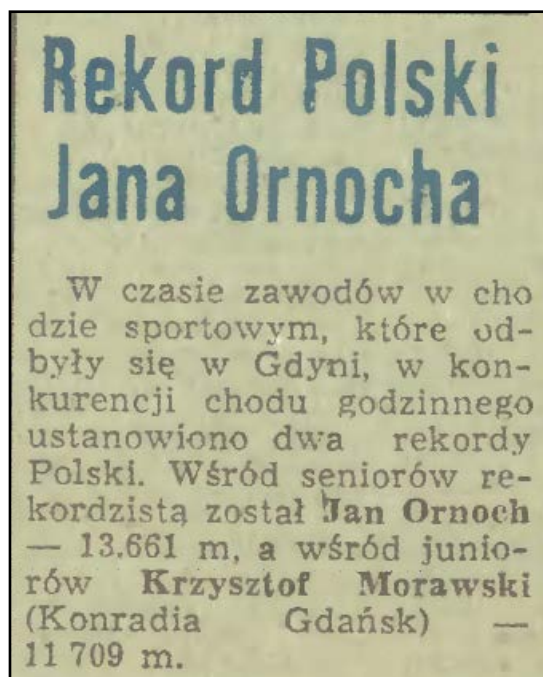 Rekord Polski
Jana Ornocha
W czasie zawodów w cho
dzie sportowym, które od-
były się w Gdyni, w kon-
kurencji chodu godzinnego
ustanowiono dwa rekordy
Polski. Wśród seniorów re-
kordzistą został Jan Ornoch
— 13.661 m, a wśród junio-
rów Krzysztof Morawski
(Konradia Gdańsk) —
11 709 m.